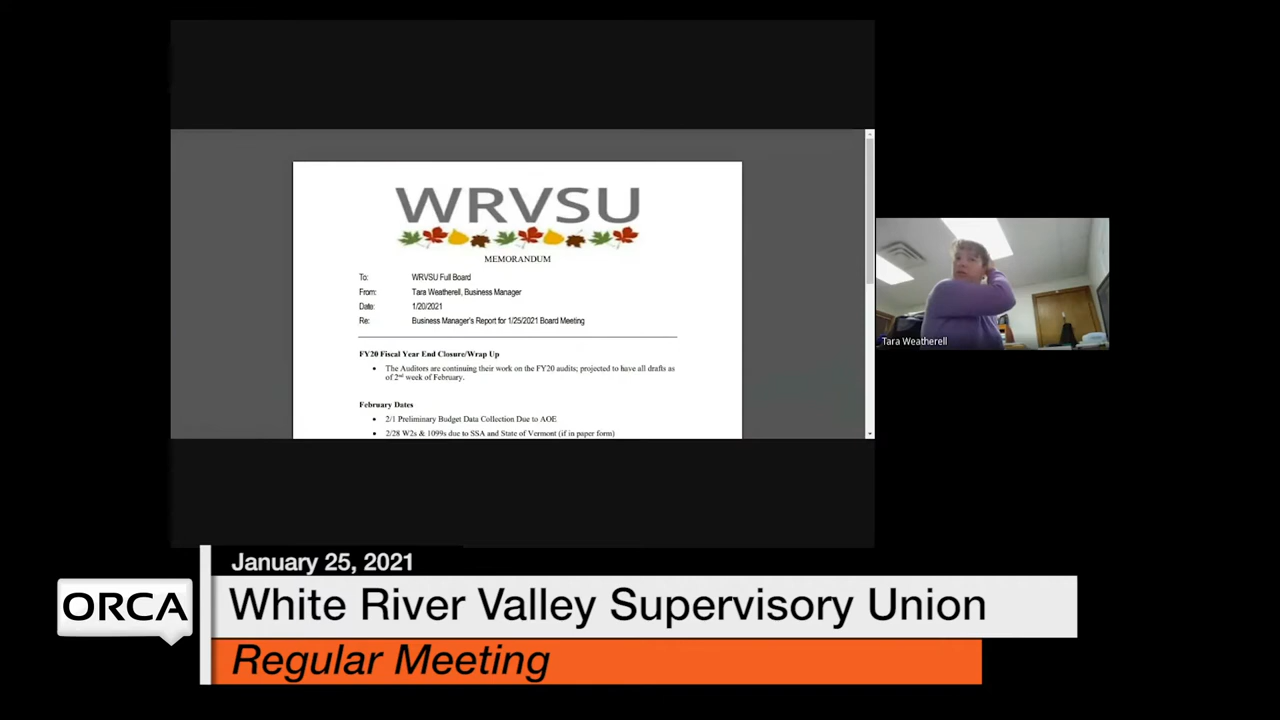 WRVSU
MEMORANDUM
To: WRVSU Full Board
From: Tara Weatherell, Business Manager
Date: 1/20/2021
Re: Business Manager's Report for 1/25/2021 Board Meeting
FY20 Fiscal Year End Closure/Wrap Up
• The Auditors are continuing their work on the FY20 audits; projected to have all drafts as
of 2nd week of February.
February Dates
• 2/1 Preliminary Budget Data Collection Due to AOE
• 2/28 W2s & 1099s due to SSA and State of Vermont (if in paper form)
Tara Weatherell
January 25, 2021
ORCA
White River Valley Supervisory Union
Regular Meeting